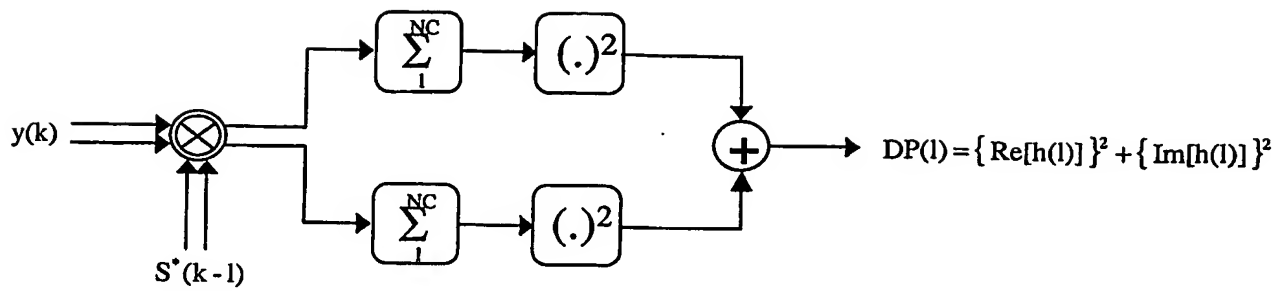 NC
∑
1
(.)²
y(k)
+
DP(l) = { Re[h(l)] }² + { Im[h(l)] }²
NC
∑
1
(.)²
S*(k - l)